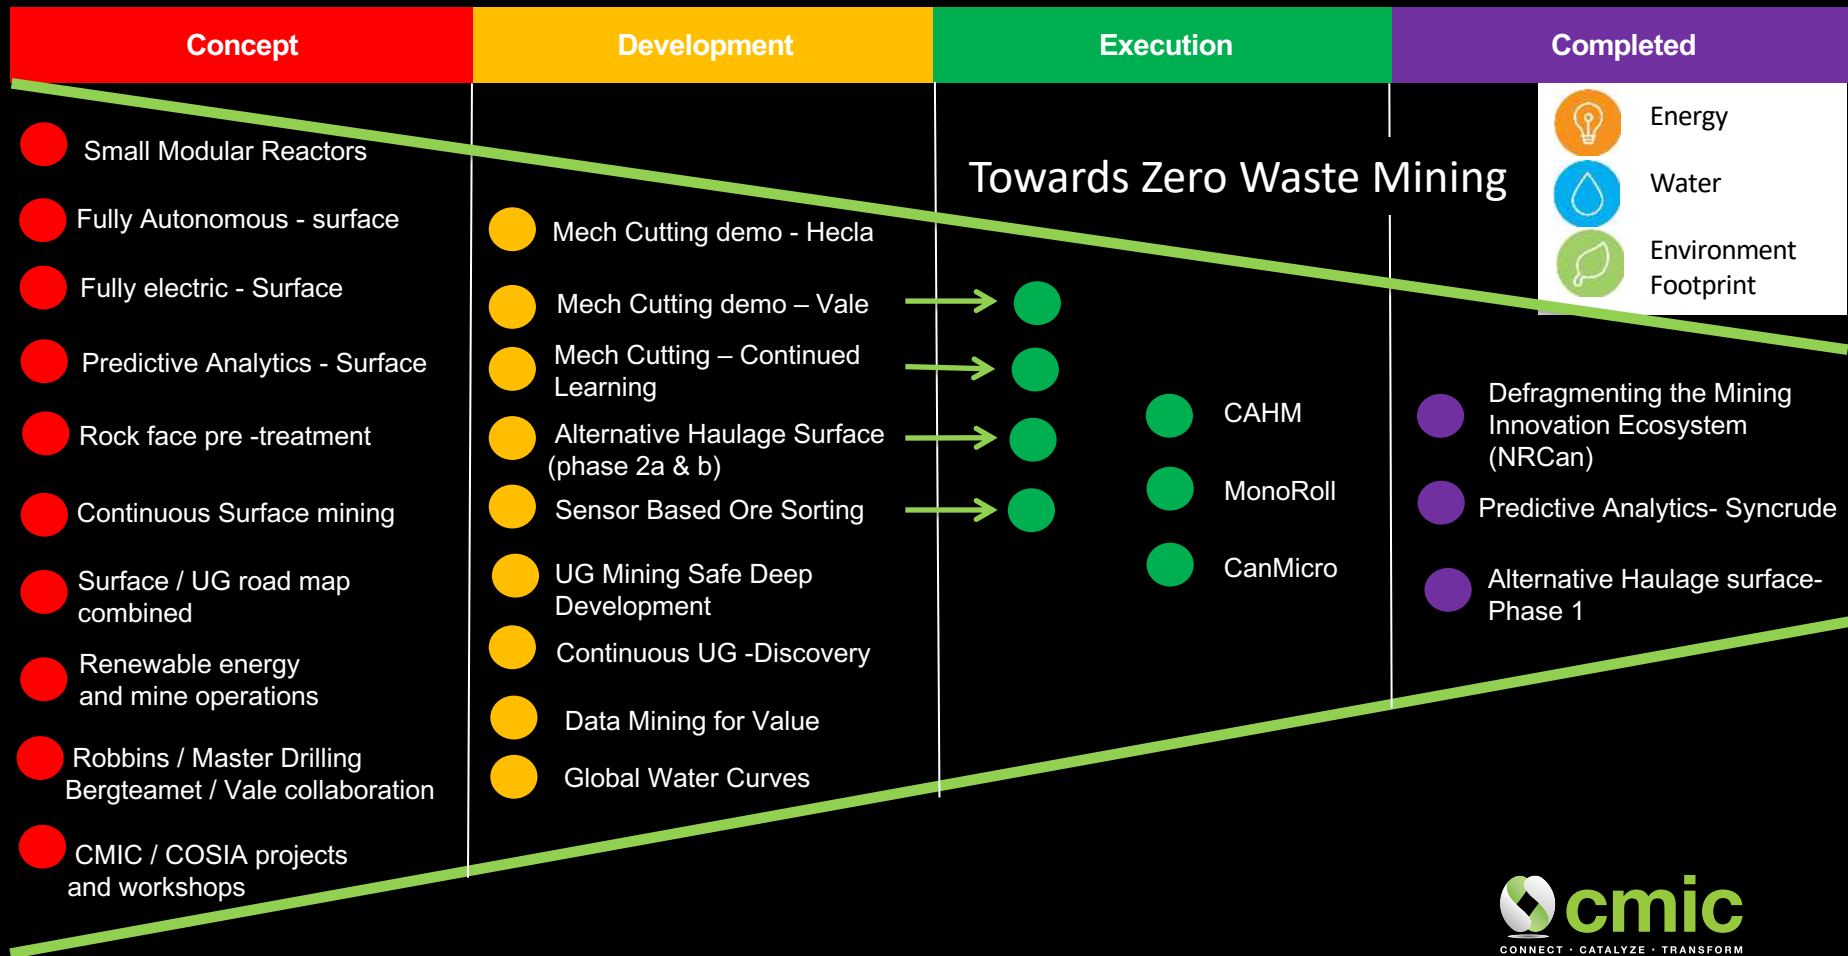 Concept
Development
Execution
Completed
Small Modular Reactors
Fully Autonomous - surface
Fully electric - Surface
Predictive Analytics - Surface
Rock face pre -treatment
Continuous Surface mining
Surface / UG road map
combined
Renewable energy
and mine operations
Robbins / Master Drilling
Bergteamet / Vale collaboration
CMIC / COSIA projects
and workshops
Mech Cutting demo - Hecla
Mech Cutting demo – Vale
Mech Cutting – Continued
Learning
Alternative Haulage Surface
(phase 2a & b)
Sensor Based Ore Sorting
UG Mining Safe Deep
Development
Continuous UG -Discovery
Data Mining for Value
Global Water Curves
Towards Zero Waste Mining
CAHM
MonoRoll
CanMicro
Energy
Water
Environment
Footprint
Defragmenting the Mining
Innovation Ecosystem
(NRCan)
Predictive Analytics- Syncrude
Alternative Haulage surface-
Phase 1
cmic
CONNECT · CATALYZE · TRANSFORM